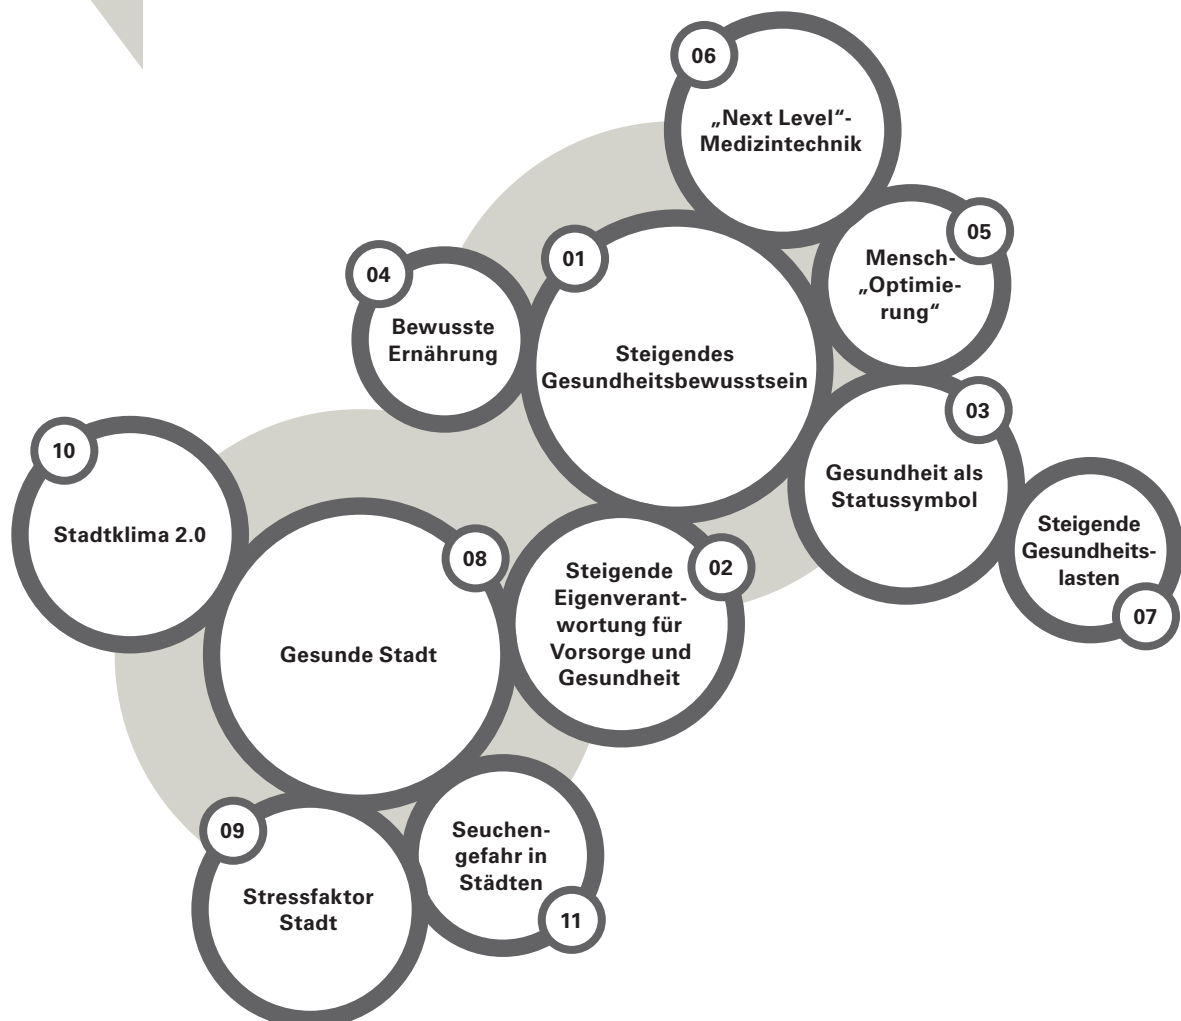 06
„Next Level“-
Medizintechnik
05
Mensch-
„Optimie-
rung“
01
Steigendes
Gesundheitsbewusstsein
04
Bewusste
Ernährung
03
Gesundheit als
Statussymbol
10
Stadtklima 2.0
Steigende
Gesundheits-
lasten
07
08
Gesunde Stadt
02
Steigende
Eigenverant-
wortung für
Vorsorge und
Gesundheit
09
Stressfaktor
Stadt
Seuchen-
gefahr in
Städten
11